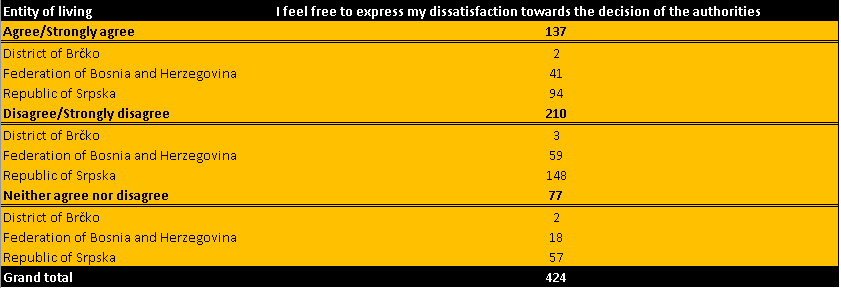 Entity of living I feel free to express my dissatisfaction towards the decision of the authorities
Agree/Strongly agree 137
District of Brčko 2
Federation of Bosnia and Herzegovina 41
Republic of Srpska 94
Disagree/Strongly disagree 210
District of Brčko 3
Federation of Bosnia and Herzegovina 59
Republic of Srpska 148
Neither agree nor disagree 77
District of Brčko 2
Federation of Bosnia and Herzegovina 18
Republic of Srpska 57
Grand total 424